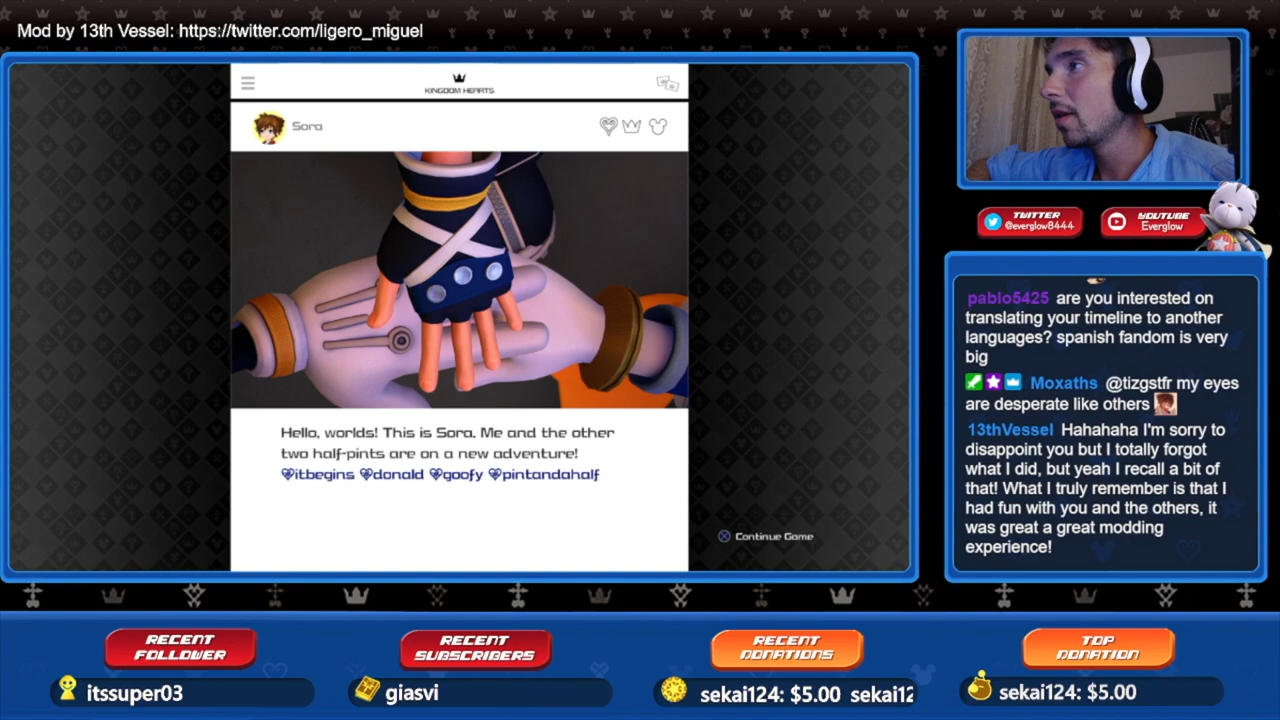 Mod by 13th Vessel: https://twitter.com/ligero_miguel
KINGDOM HEARTS
Sora
Hello, worlds! This is Sora. Me and the other
two half-pints are on a new adventure!
itbegins donald goofy pintandahalf
Continue Game
TWITTER
@everglow8444
YOUTUBE
Everglow
pablo5425 are you interested on
translating your timeline to another
languages? spanish fandom is very
big
Moxaths @tizgstfr my eyes
are desperate like others
13thVessel Hahahaha I'm sorry to
disappoint you but I totally forgot
what I did, but yeah I recall a bit of
that! What I truly remember is that I
had fun with you and the others, it
was great a great modding
experience!
RECENT
FOLLOWER
itssuper03
RECENT
SUBSCRIBERS
giasvi
RECENT
DONATIONS
sekai124: $5.00 sekai12
TOP
DONATION
sekai124: $5.00